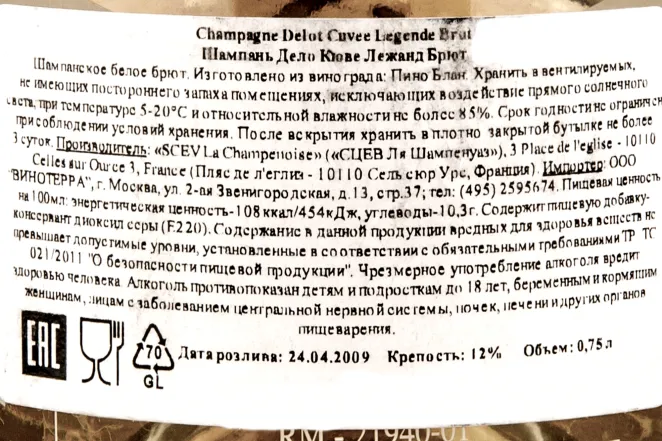 Champagne Delot Cuvee Legende Brut
Шампань Дело Кюве Лежанд Брют
Шампанское белое брют. Изготовлено из винограда: Пино Блан. Хранить в вентилируемых,
не имеющих постороннего запаха помещениях, исключающих воздействие прямого солнечного
света, при температуре 5-20°C и относительной влажности не более 85%. Срок годности не ограничен
при соблюдении условий хранения. После вскрытия хранить в плотно закрытой бутылке не более
3 суток. Производитель: «SCEV La Champenoise» («СЦЕВ Ля Шампенуаз»), 3 Place de l'eglise - 10110
Celles sur Ource 3, France (Пляс де л'еглиз - 10110 Сель сюр Урс, Франция). Импортер: ООО
"ВИНОТЕРРА", г. Москва, ул. 2-ая Звенигородская, д.13, стр.37; тел: (495) 2595674. Пищевая ценность
на 100мл: энергетическая ценность-108 ккал/454кДж, углеводы-10,3г. Содержит пищевую добавку-
консервант диоксид серы (E220). Содержание в данной продукции вредных для здоровья веществ не
превышает допустимые уровни, установленные в соответствии с обязательными требованиями ТР ТС
021/2011 "О безопасности пищевой продукции". Чрезмерное употребление алкоголя вредит
здоровью человека. Алкоголь противопоказан детям и подросткам до 18 лет, беременным и кормящим
женщинам, лицам с заболеванием центральной нервной системы, почек, печени и других органов
пищеварения.
EAC 70 GL Дата розлива: 24.04.2009 Крепость: 12% Объем: 0,75 л
RM - 21940-01